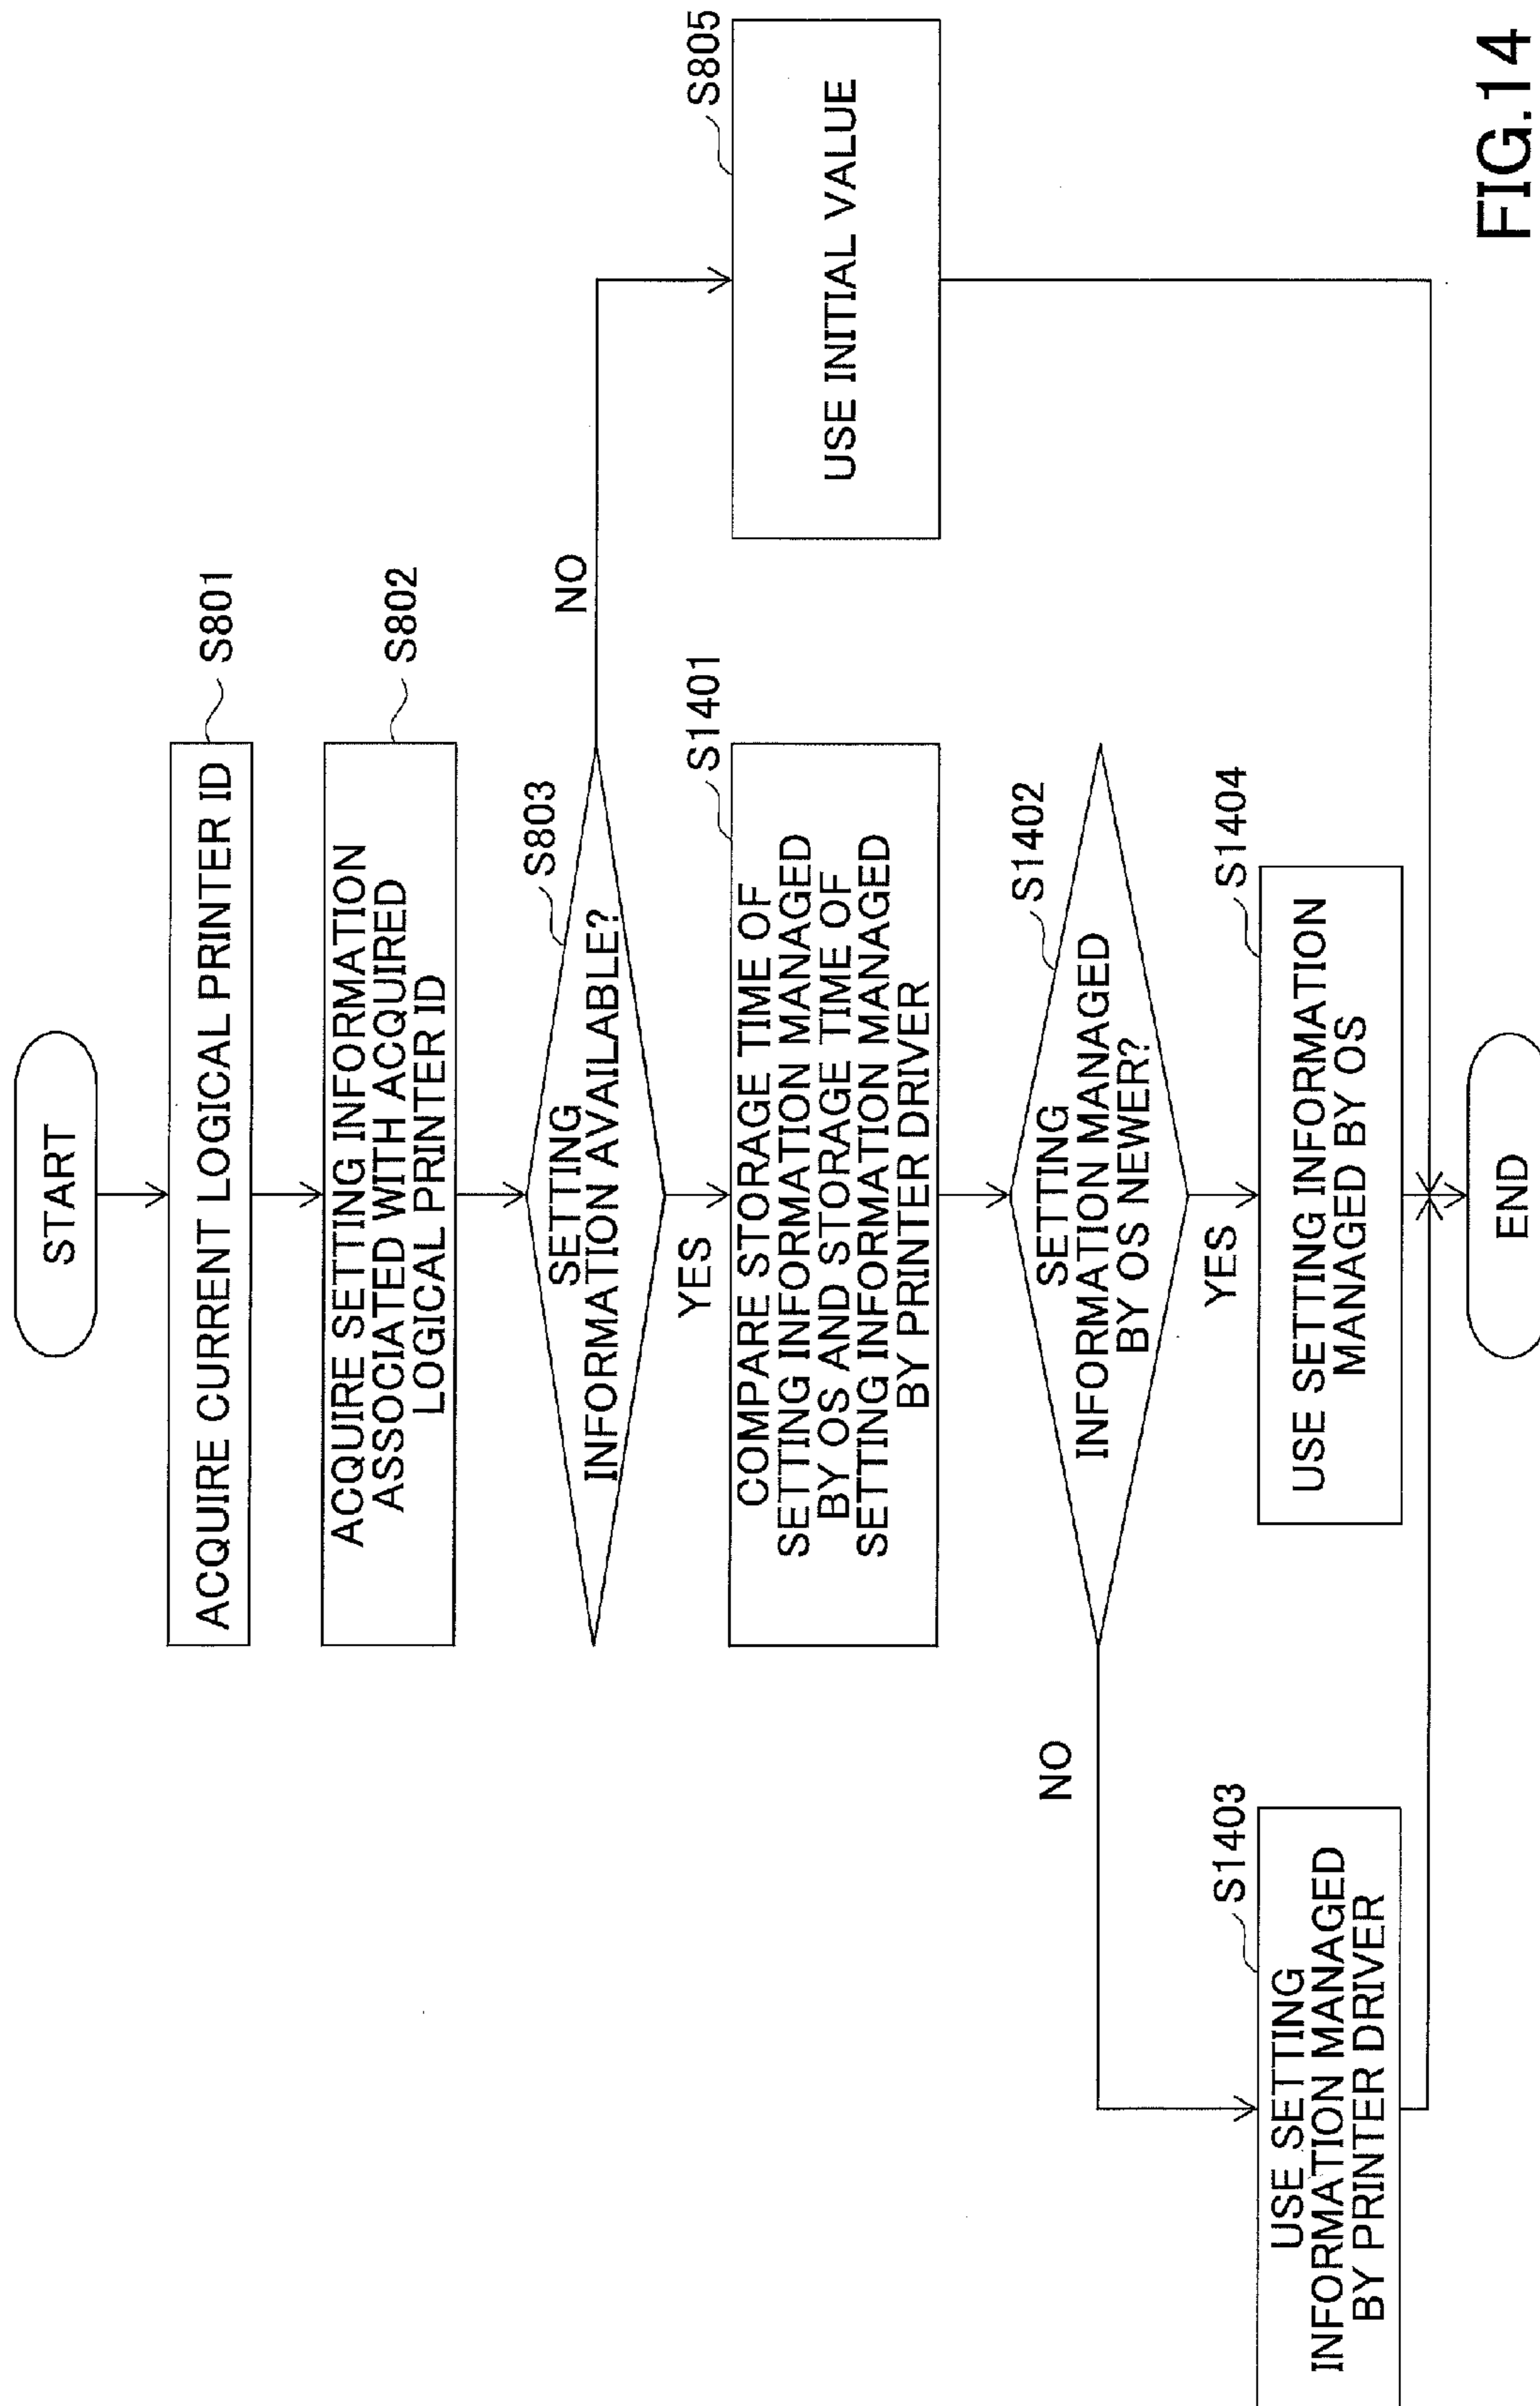 START
ACQUIRE CURRENT LOGICAL PRINTER ID
S801
ACQUIRE SETTING INFORMATION
ASSOCIATED WITH ACQUIRED
LOGICAL PRINTER ID
S802
SETTING
INFORMATION AVAILABLE?
S803
NO
YES
COMPARE STORAGE TIME OF
SETTING INFORMATION MANAGED
BY OS AND STORAGE TIME OF
SETTING INFORMATION MANAGED
BY PRINTER DRIVER
S1401
USE INITIAL VALUE
S805
SETTING
INFORMATION MANAGED
BY OS NEWER?
S1402
NO
YES
USE SETTING
INFORMATION MANAGED
BY PRINTER DRIVER
S1403
USE SETTING INFORMATION
MANAGED BY OS
S1404
END
FIG.14